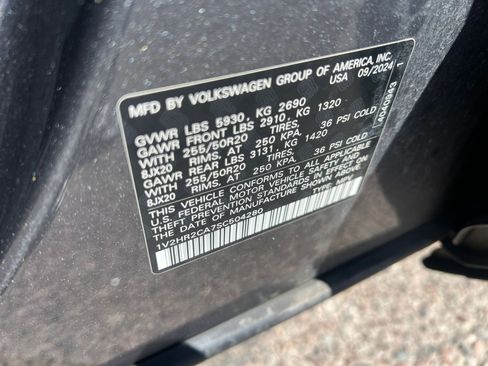 MFD BY VOLKSWAGEN GROUP OF AMERICA, INC.
USA 09/2024
GVWR LBS 5930, KG 2690
GAWR FRONT LBS 2910, KG 1320
WITH 255/50R20 TIRES,
8JX20 RIMS, AT 250 KPA, 36 PSI COLD
GAWR REAR LBS 3131, KG 1420
WITH 255/50R20 TIRES,
8JX20 RIMS, AT 250 KPA, 36 PSI COLD
THIS VEHICLE CONFORMS TO ALL APPLICABLE
U.S. FEDERAL MOTOR VEHICLE SAFETY AND
THEFT PREVENTION STANDARDS IN EFFECT
ON THE DATE OF MANUFACTURE SHOWN ABOVE
1V2HR2CA7SC504280 TYPE: MPV
1